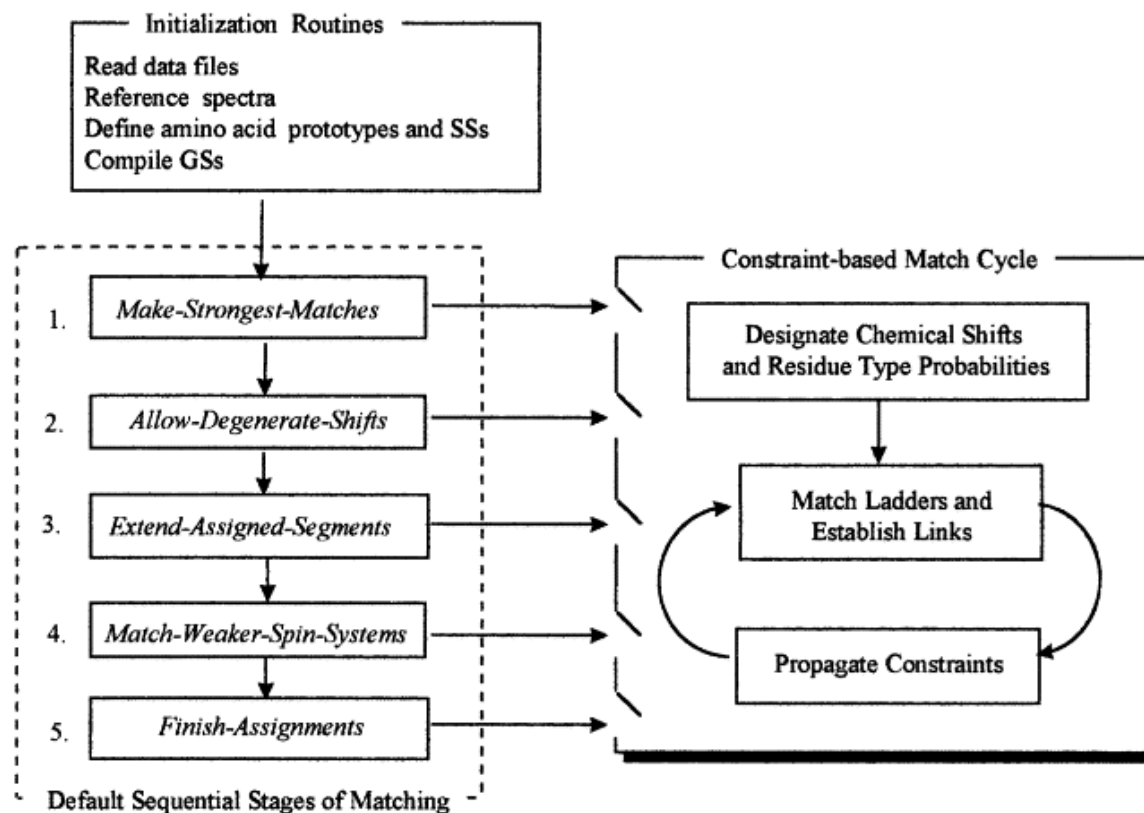 Initialization Routines
Read data files
Reference spectra
Define amino acid prototypes and SSs
Compile GSs
1.
Make-Strongest-Matches
2.
Allow-Degenerate-Shifts
3.
Extend-Assigned-Segments
4.
Match-Weaker-Spin-Systems
5.
Finish-Assignments
Default Sequential Stages of Matching
Constraint-based Match Cycle
Designate Chemical Shifts
and Residue Type Probabilities
Match Ladders and
Establish Links
Propagate Constraints